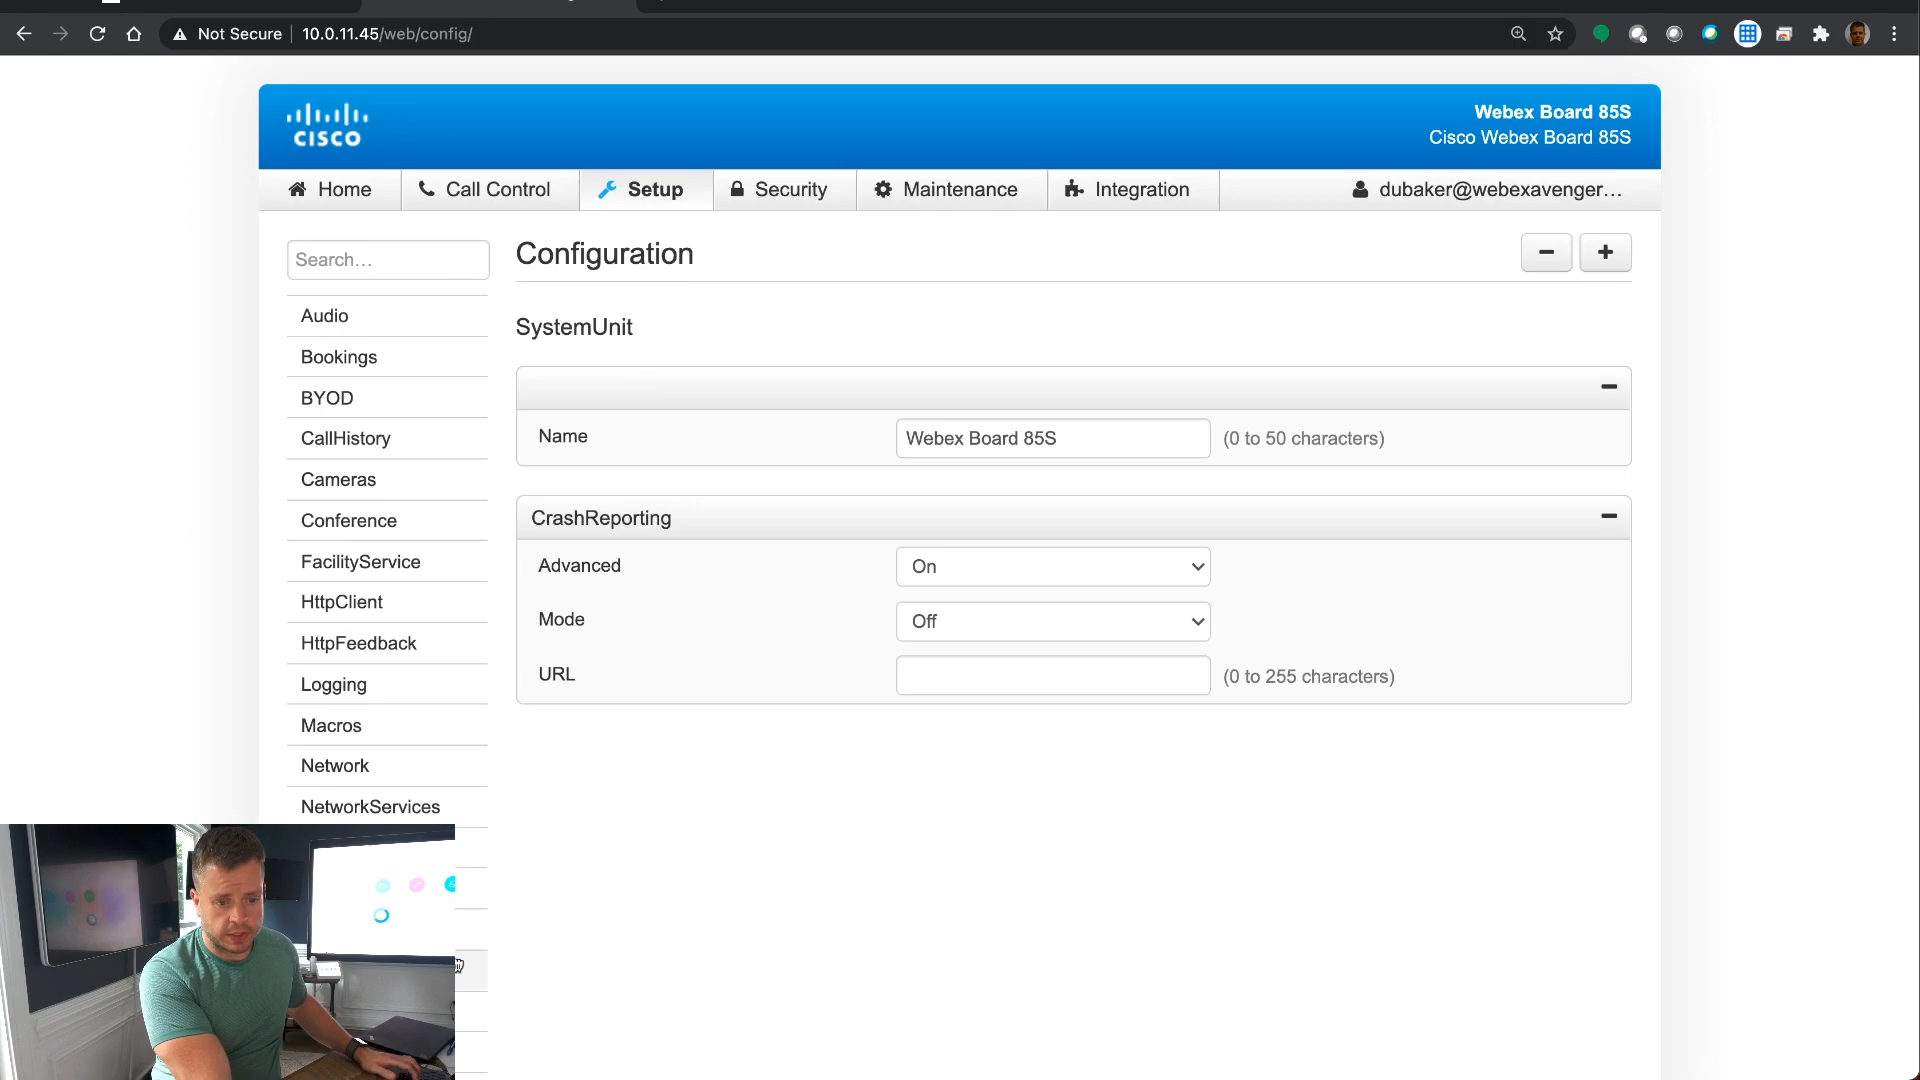 Not Secure
10.0.11.45/web/config/
CISCO
Webex Board 85S
Cisco Webex Board 85S
Home
Call Control
Setup
Security
Maintenance
Integration
dubaker@webexavenger...
Search...
Configuration
SystemUnit
Name
Webex Board 85S
(0 to 50 characters)
CrashReporting
Advanced
On
Mode
Off
URL
(0 to 255 characters)
Audio
Bookings
BYOD
CallHistory
Cameras
Conference
FacilityService
HttpClient
HttpFeedback
Logging
Macros
Network
NetworkServices